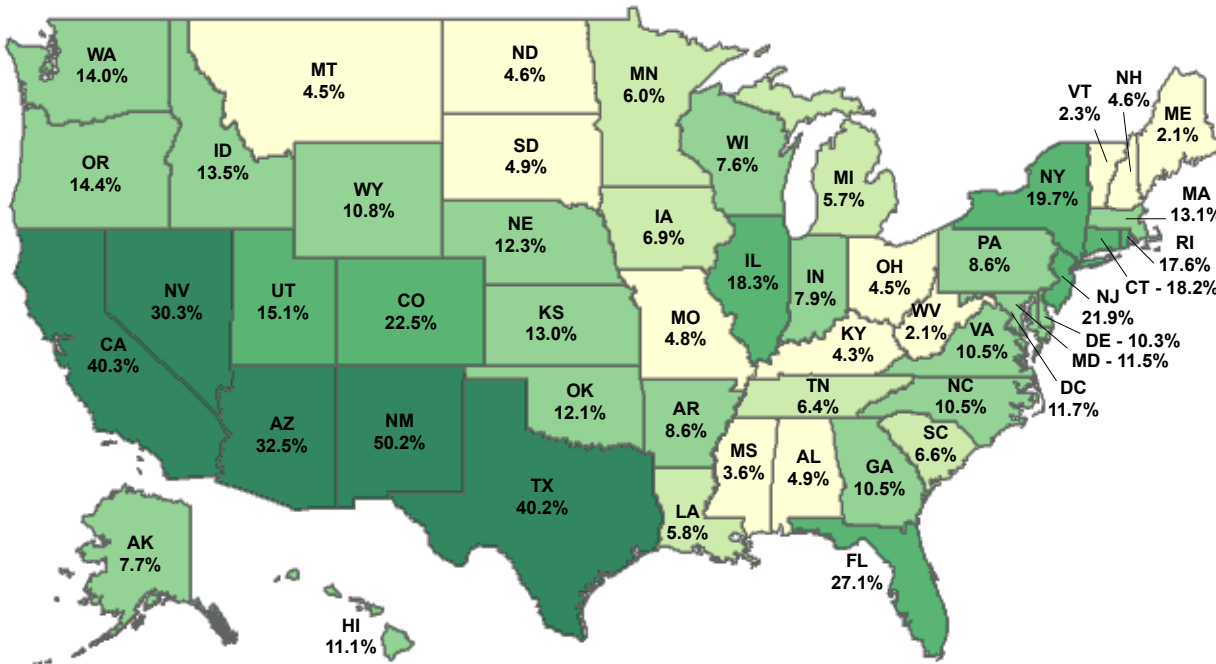 WA
14.0%
MT
4.5%
ND
4.6%
MN
6.0%
VT
2.3%
NH
4.6%
ME
2.1%
OR
14.4%
ID
13.5%
WY
10.8%
SD
4.9%
WI
7.6%
MI
5.7%
NY
19.7%
MA
13.1%
RI
17.6%
CT - 18.2%
NE
12.3%
IA
6.9%
PA
8.6%
NJ
21.9%
DE - 10.3%
MD - 11.5%
DC
11.7%
NV
30.3%
UT
15.1%
CO
22.5%
IL
18.3%
IN
7.9%
OH
4.5%
WV
2.1%
VA
10.5%
CA
40.3%
KS
13.0%
MO
4.8%
KY
4.3%
AZ
32.5%
NM
50.2%
OK
12.1%
AR
8.6%
TN
6.4%
NC
10.5%
SC
6.6%
TX
40.2%
LA
5.8%
MS
3.6%
AL
4.9%
GA
10.5%
FL
27.1%
AK
7.7%
HI
11.1%